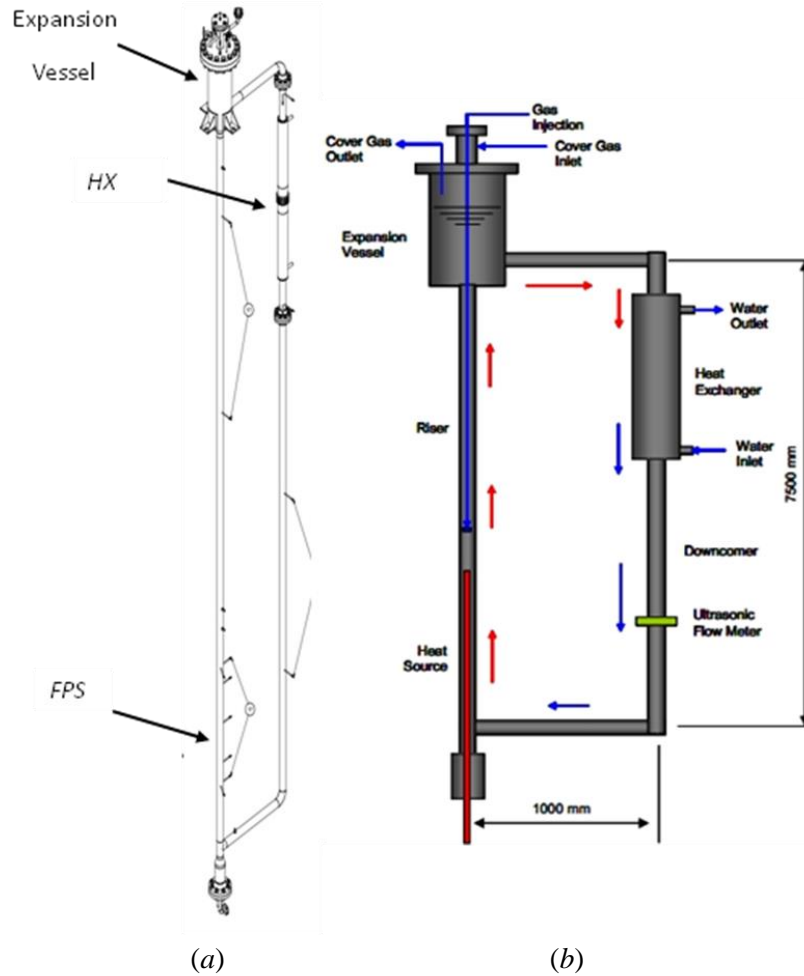 Expansion
Vessel
HX
FPS
(a)
Gas
Injection
Cover Gas
Outlet
Cover Gas
Inlet
Expansion
Vessel
Water
Outlet
Heat
Exchanger
Riser
Water
Inlet
7500 mm
Downcomer
Ultrasonic
Flow Meter
Heat
Source
1000 mm
(b)